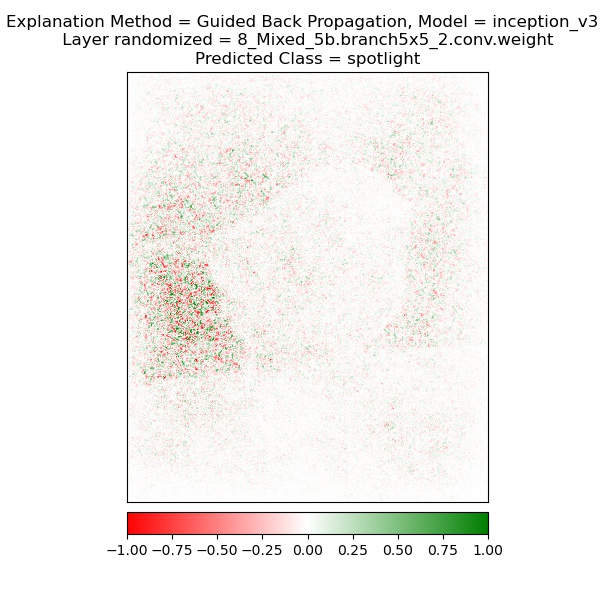 Explanation Method = Guided Back Propagation, Model = inception_v3
Layer randomized = 8_Mixed_5b.branch5x5_2.conv.weight
Predicted Class = spotlight
−1.00 −0.75 −0.50 −0.25 0.00 0.25 0.50 0.75 1.00